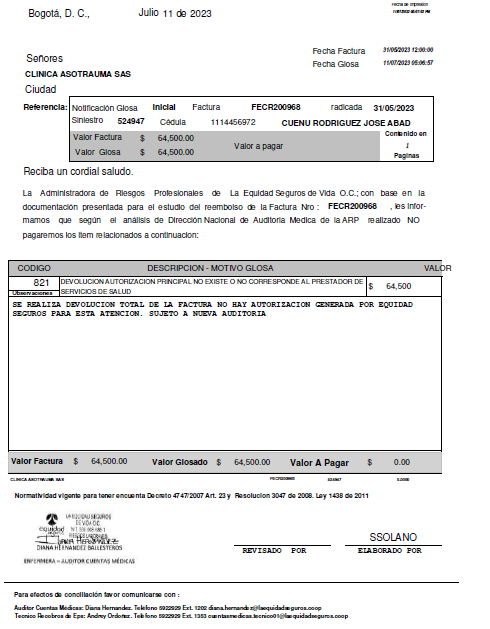 Fecha de Impresión
Bogotá, D. C., Julio 11 de 2023
Fecha Factura 31/05/2023 12:00:00
Fecha Glosa 11/07/2023 05:06:57
Señores
CLINICA ASOTRAUMA SAS
Ciudad
Referencia: Notificación Glosa Inicial Factura FECR200968 radicada 31/05/2023
Siniestro 524947 Cédula 1114456972 CUENU RODRIGUEZ JOSE ABAD
Valor Factura $ 64,500.00 Valor a pagar Contenido en
Valor Glosa $ 64,500.00 1
Paginas
Reciba un cordial saludo.
La Administradora de Riesgos Profesionales de La Equidad Seguros de Vida O.C.; con base en la
documentación presentada para el estudio del reembolso de la Factura Nro : FECR200968 , les infor-
mamos que según el análisis de Dirección Nacional de Auditoria Medica de la ARP realizado NO
pagaremos los item relacionados a continuacion:
CODIGO DESCRIPCION - MOTIVO GLOSA VALOR
821 DEVOLUCION AUTORIZACION PRINCIPAL NO EXISTE O NO CORRESPONDE AL PRESTADOR DE $ 64,500
Observaciones SERVICIOS DE SALUD
SE REALIZA DEVOLUCION TOTAL DE LA FACTURA NO HAY AUTORIZACION GENERADA POR EQUIDAD
SEGUROS PARA ESTA ATENCION. SUJETO A NUEVA AUDITORIA
Valor Factura $ 64,500.00 Valor Glosado $ 64,500.00 Valor A Pagar $ 0.00
CLINICA ASOTRAUMA SAS FECR200968 524947 0.0000
Normatividad vigente para tener encuenta Decreto 4747/2007 Art. 23 y Resolucion 3047 de 2008. Ley 1438 de 2011
LA EQUIDAD SEGUROS
DE VIDA O.C.
equidad
DIANA HERNANDEZ BALLESTEROS
ENFERMERA - AUDITOR CUENTAS MÉDICAS
SSOLANO
REVISADO POR ELABORADO POR
Para efectos de conciliación favor comunicarse con :
Auditor Cuentas Médicas: Diana Hernandez. Teléfono 5922929 Ext. 1202 diana.hernandez@laequidadseguros.coop
Tecnico Recobros de Eps: Andrey Ordoñez. Teléfono 5922929 Ext. 1353 cuentasmedicas.tecnico01@laequidadseguros.coop